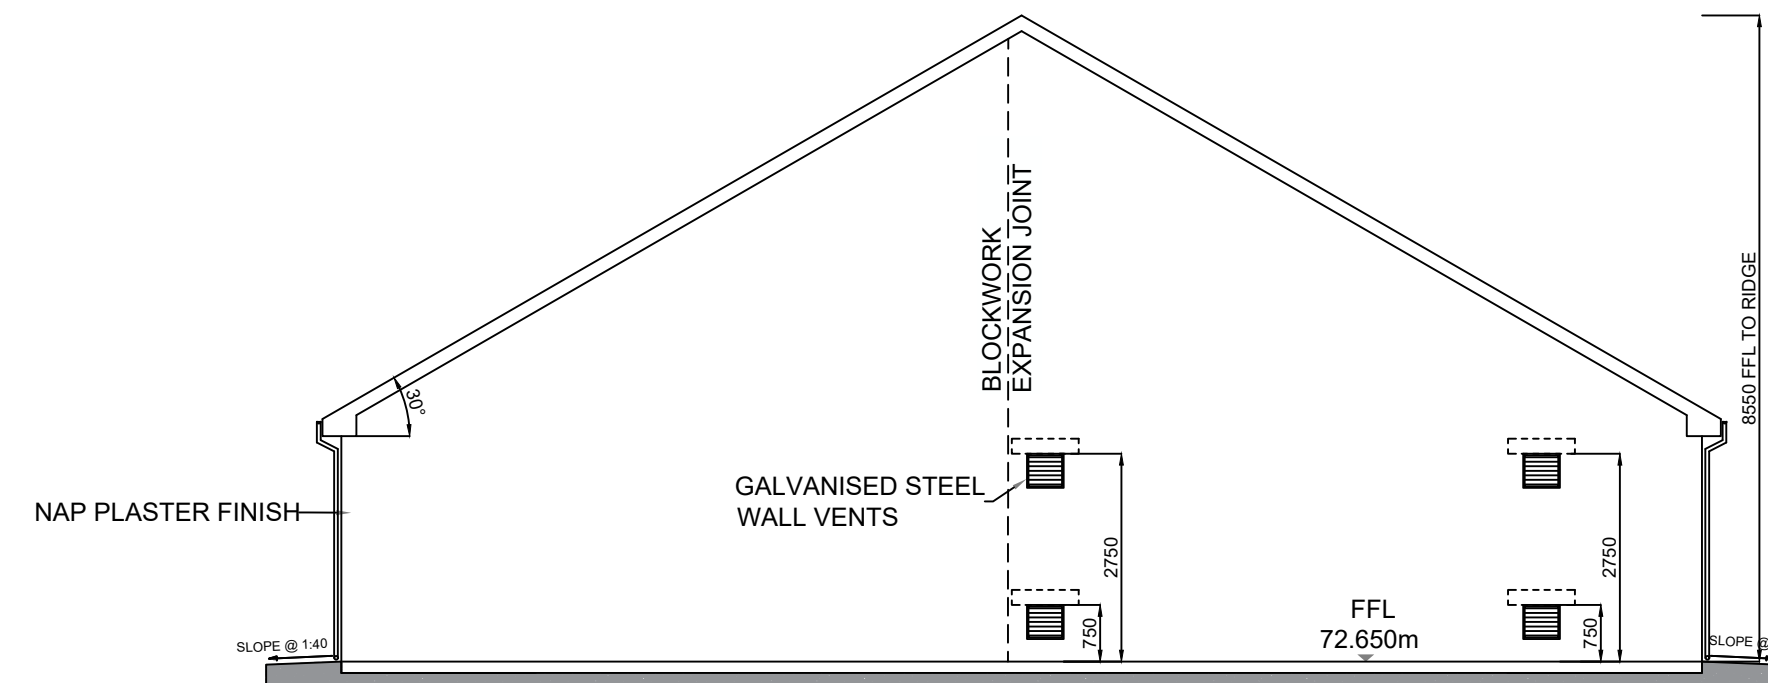 8550 FFL TO RIDGE
BLOCKWORK
EXPANSION JOINT
30°
GALVANISED STEEL
WALL VENTS
NAP PLASTER FINISH
2750
2750
750
FFL
72.650m
750
SLOPE @ 1:40
SLOPE @